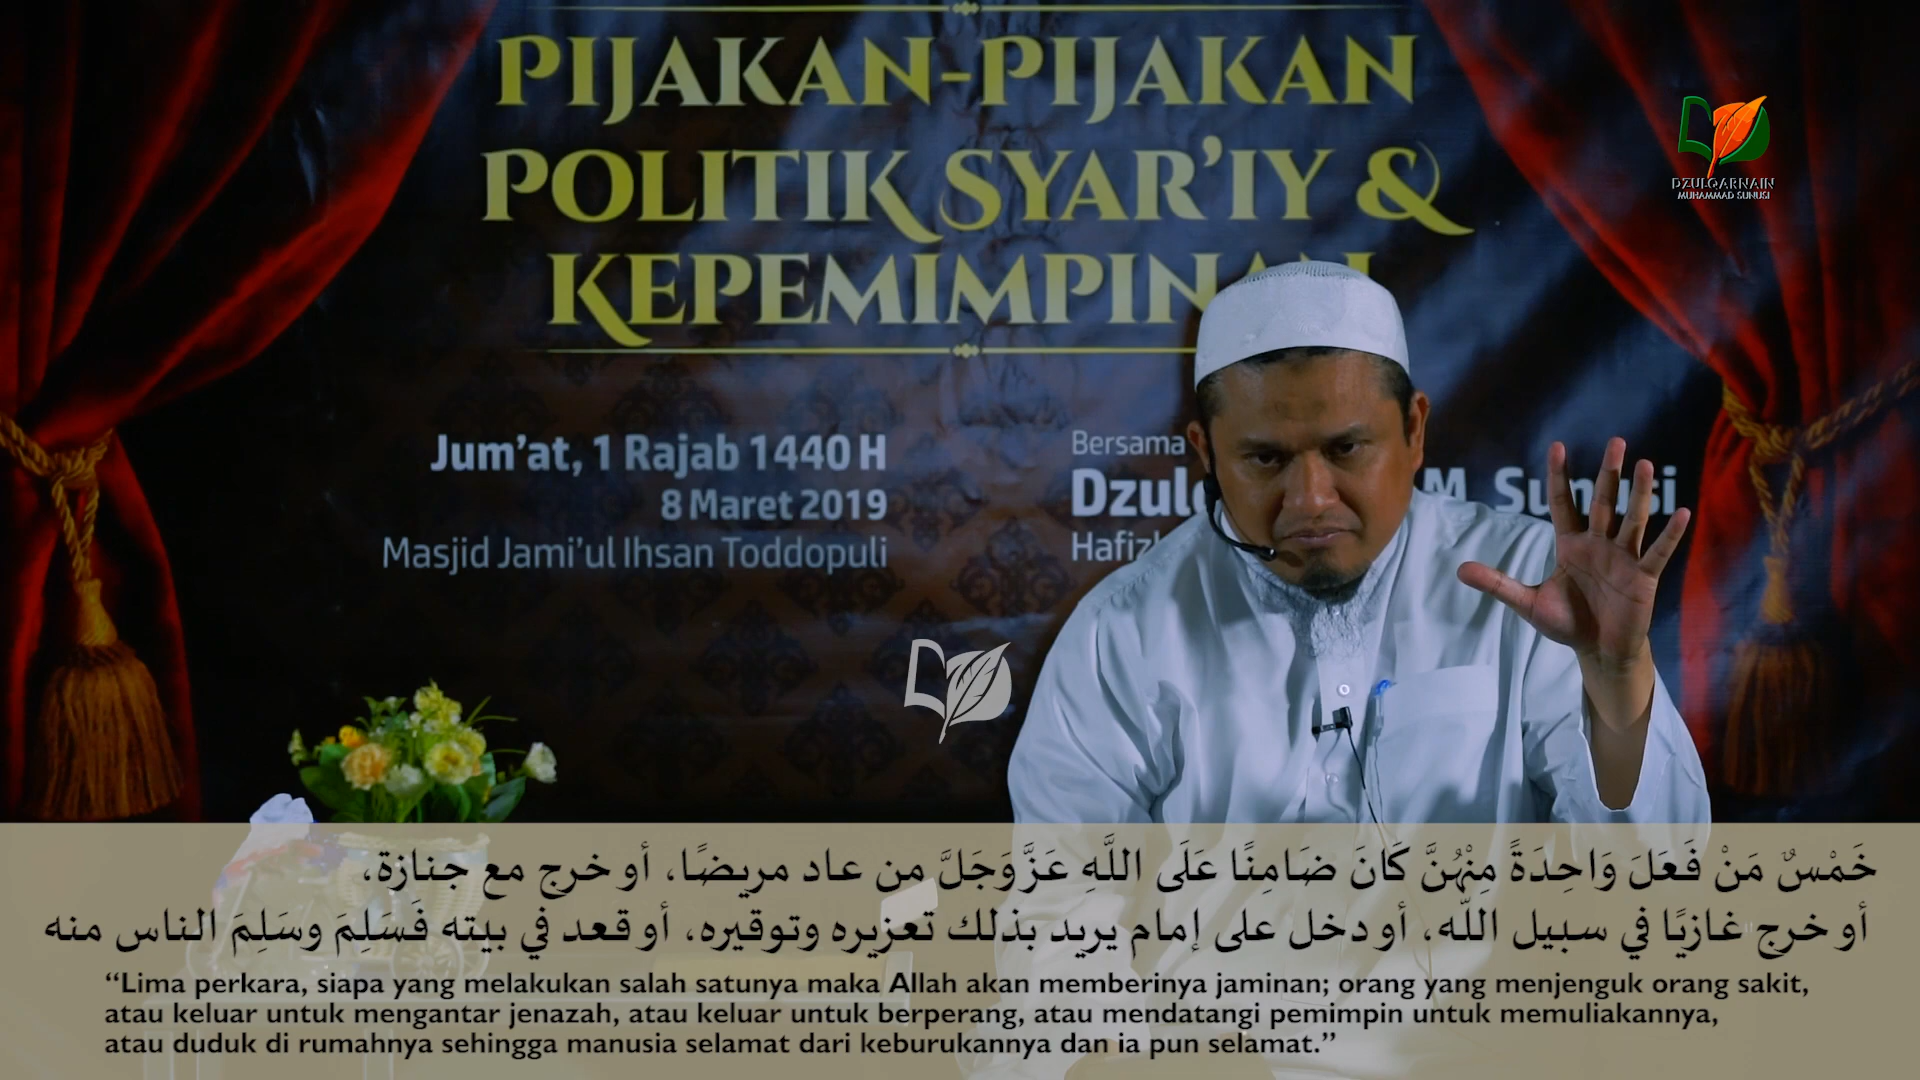 PIJAKAN-PIJAKAN
POLITIK SYAR'IY &
KEPEMIMPINAN
DZULQARNAIN
MUHAMMAD SUNUSI
Jum'at, 1 Rajab 1440 H
8 Maret 2019
Masjid Jami'ul Ihsan Toddopuli
Bersama
M. Sunusi
خَمْسٌ مَنْ فَعَلَ وَاحِدَةً مِنْهُنَّ كَانَ ضَامِنًا عَلَى اللَّهِ عَزَّوَجَلَّ من عاد مريضًا، أو خرج مع جنازة،
أو خرج غازيًا في سبيل اللّه، أو دخل على إمام يريد بذلك تعزيره وتوقيره، أو قعد في بيته فَسَلِمَ وسَلِمَ الناس منه
“Lima perkara, siapa yang melakukan salah satunya maka Allah akan memberinya jaminan; orang yang menjenguk orang sakit,
atau keluar untuk mengantar jenazah, atau keluar untuk berperang, atau mendatangi pemimpin untuk memuliakannya,
atau duduk di rumahnya sehingga manusia selamat dari keburukannya dan ia pun selamat.”